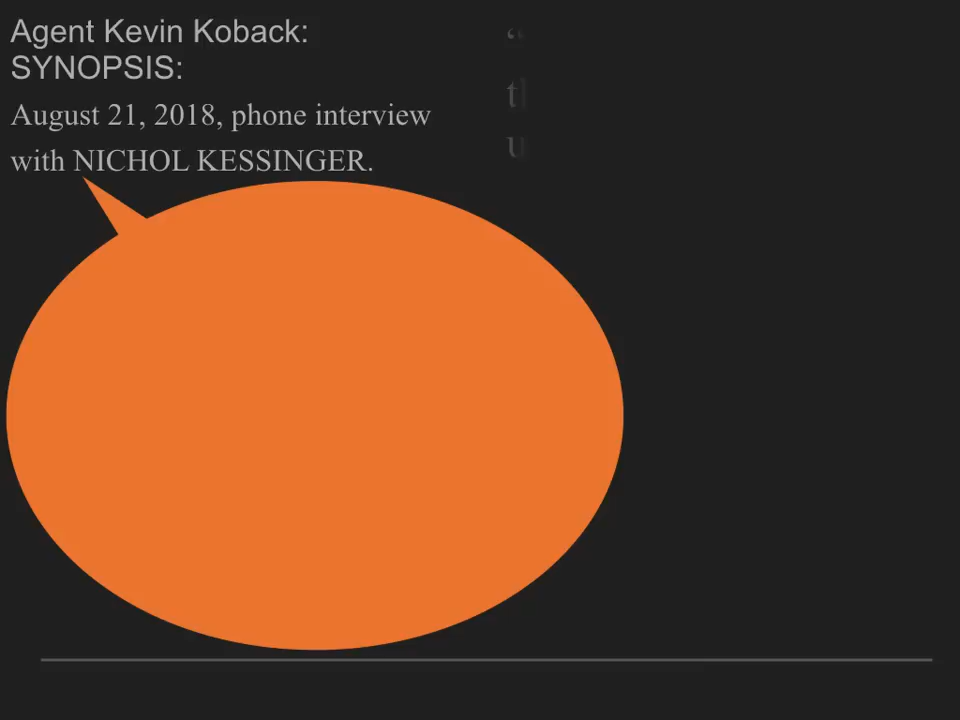 Agent Kevin Koback:
SYNOPSIS:
August 21, 2018, phone interview
with NICHOL KESSINGER.